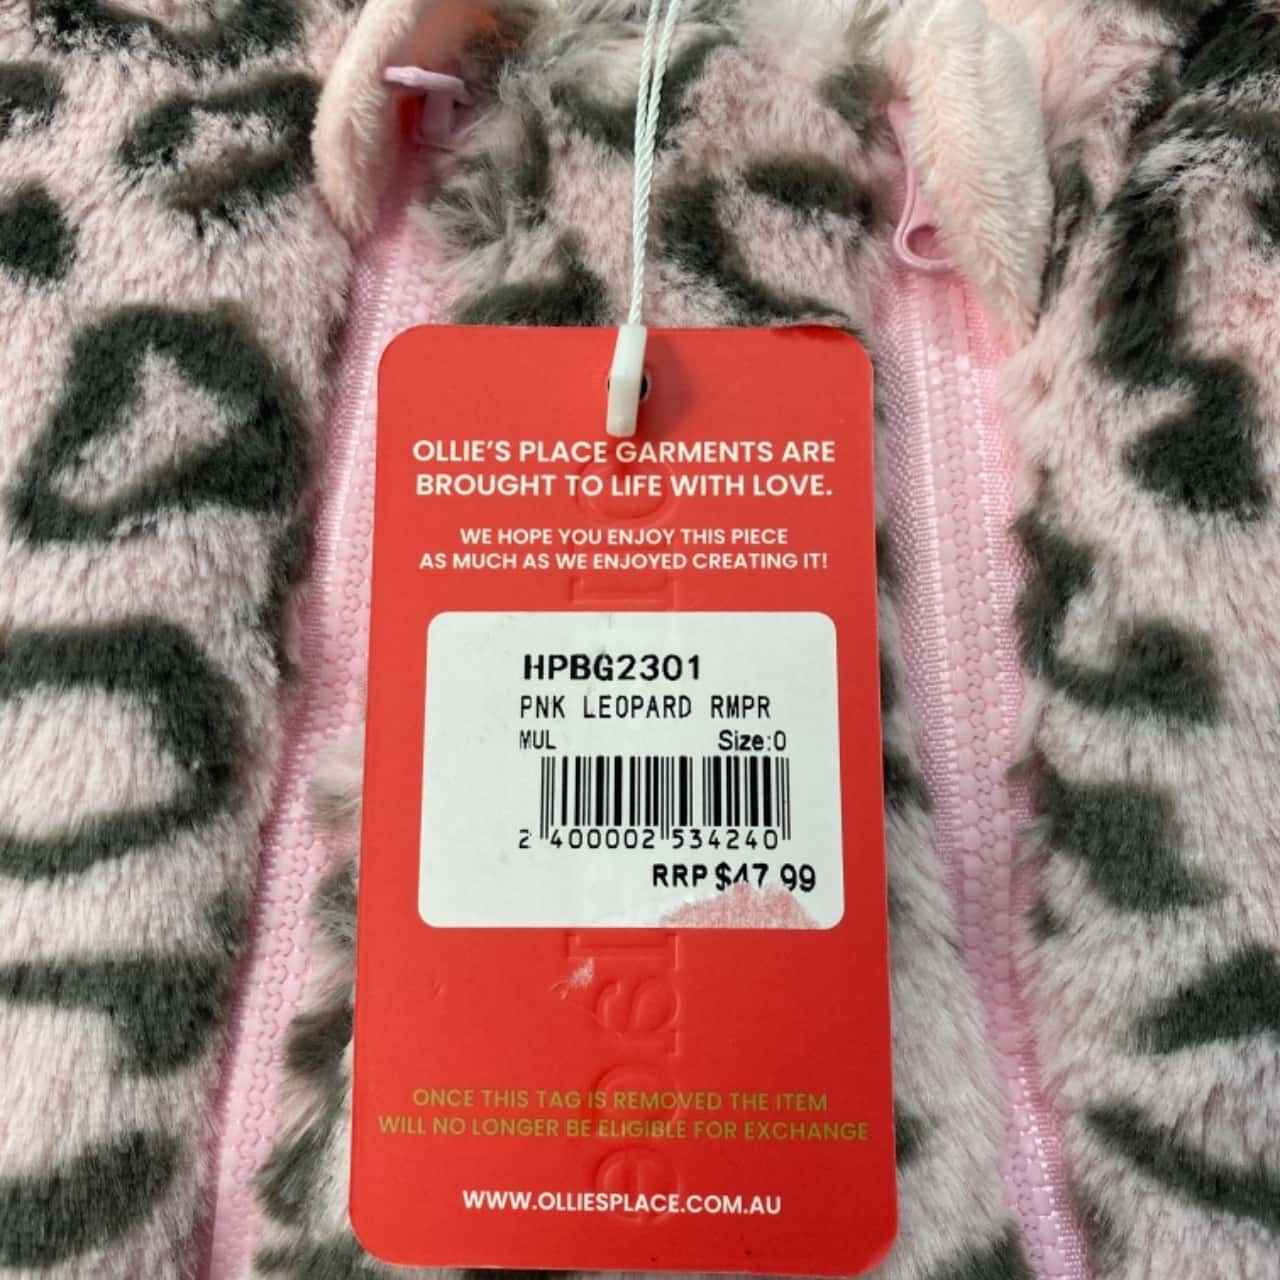 OLLIE'S PLACE GARMENTS ARE
BROUGHT TO LIFE WITH LOVE.
WE HOPE YOU ENJOY THIS PIECE
AS MUCH AS WE ENJOYED CREATING IT!
HPBG2301
PNK LEOPARD RMPR
MUL Size:0
2 400002 534240
RRP $47.99
ONCE THIS TAG IS REMOVED THE ITEM
WILL NO LONGER BE ELIGIBLE FOR EXCHANGE
WWW.OLLIESPLACE.COM.AU